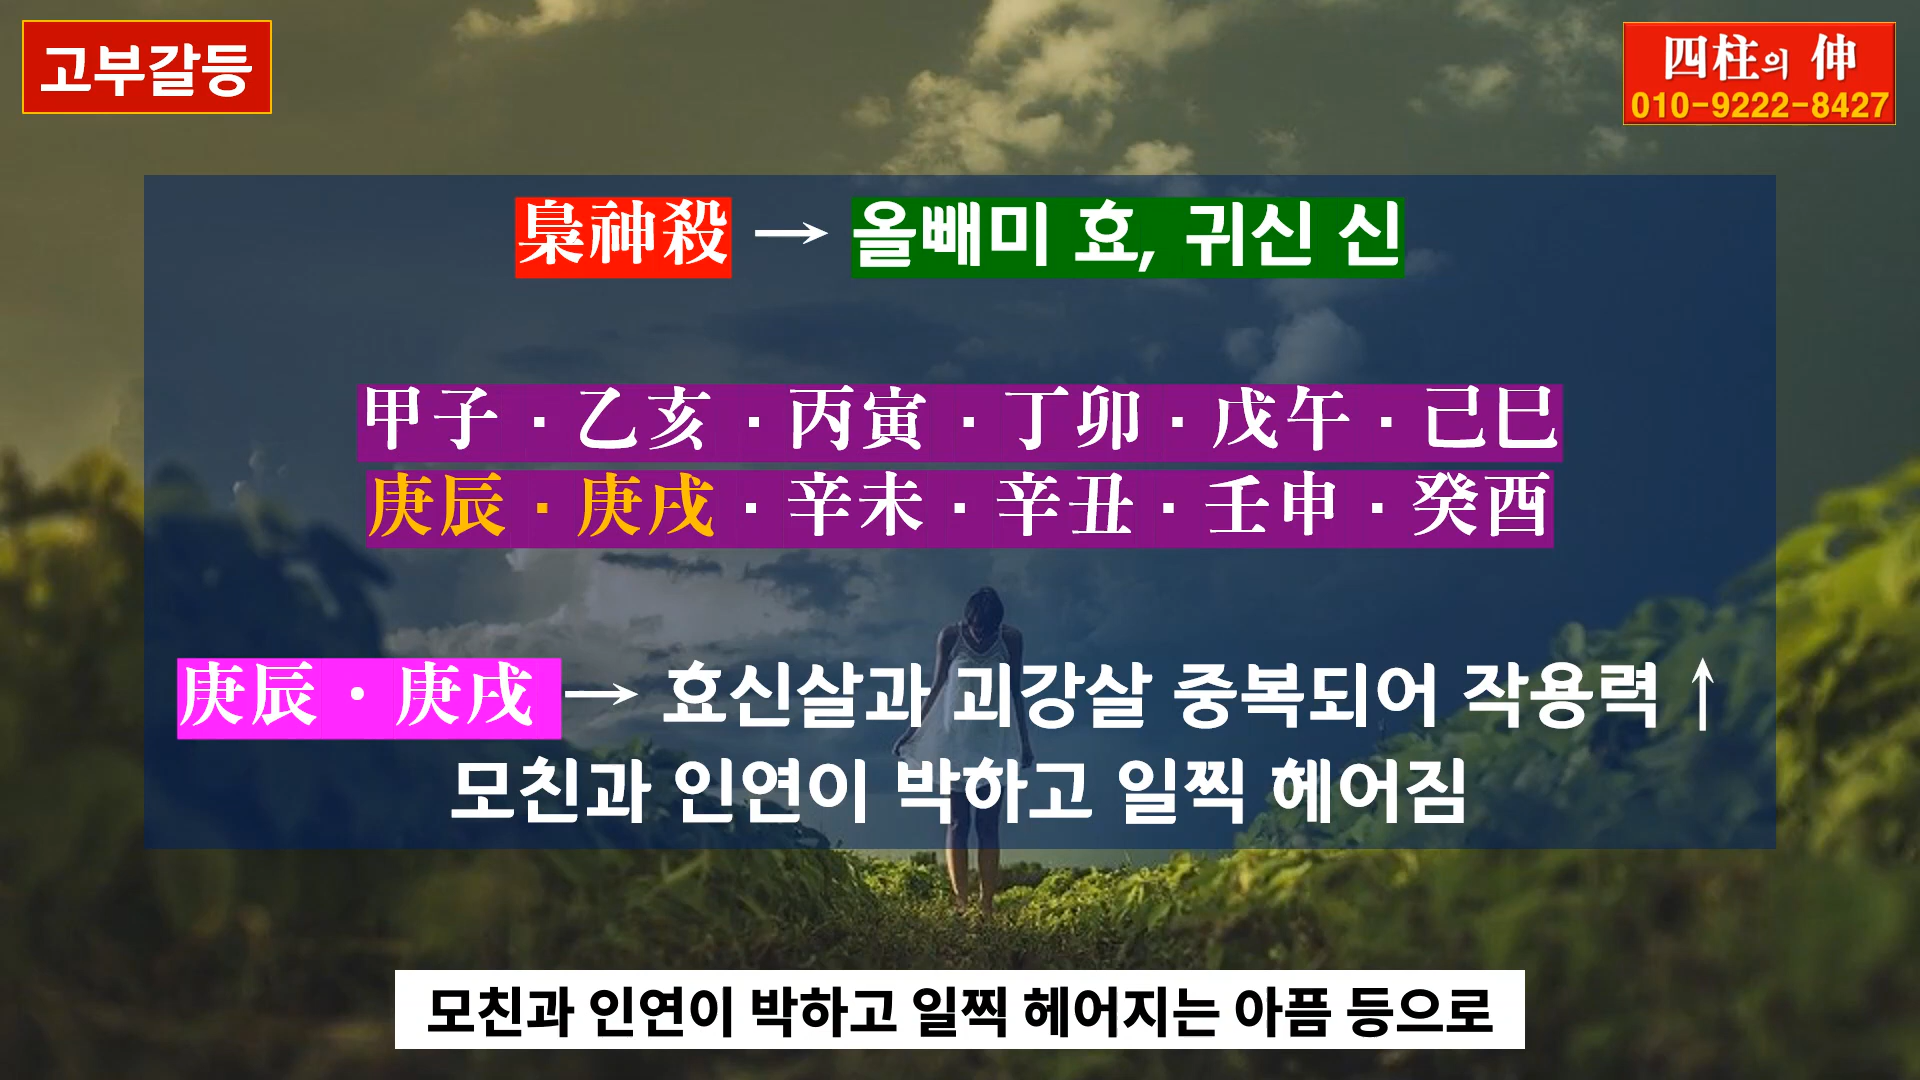 고부갈등
四柱의 伸
010-9222-8427
梟神殺 → 올빼미 효, 귀신 신
甲子 · 乙亥 · 丙寅 · 丁卯 · 戊午 · 己巳
庚辰 · 庚戌 · 辛未 · 辛丑 · 壬申 · 癸酉
庚辰 · 庚戌 → 효신살과 괴강살 중복되어 작용력 ↑
모친과 인연이 박하고 일찍 헤어짐
모친과 인연이 박하고 일찍 헤어지는 아픔 등으로